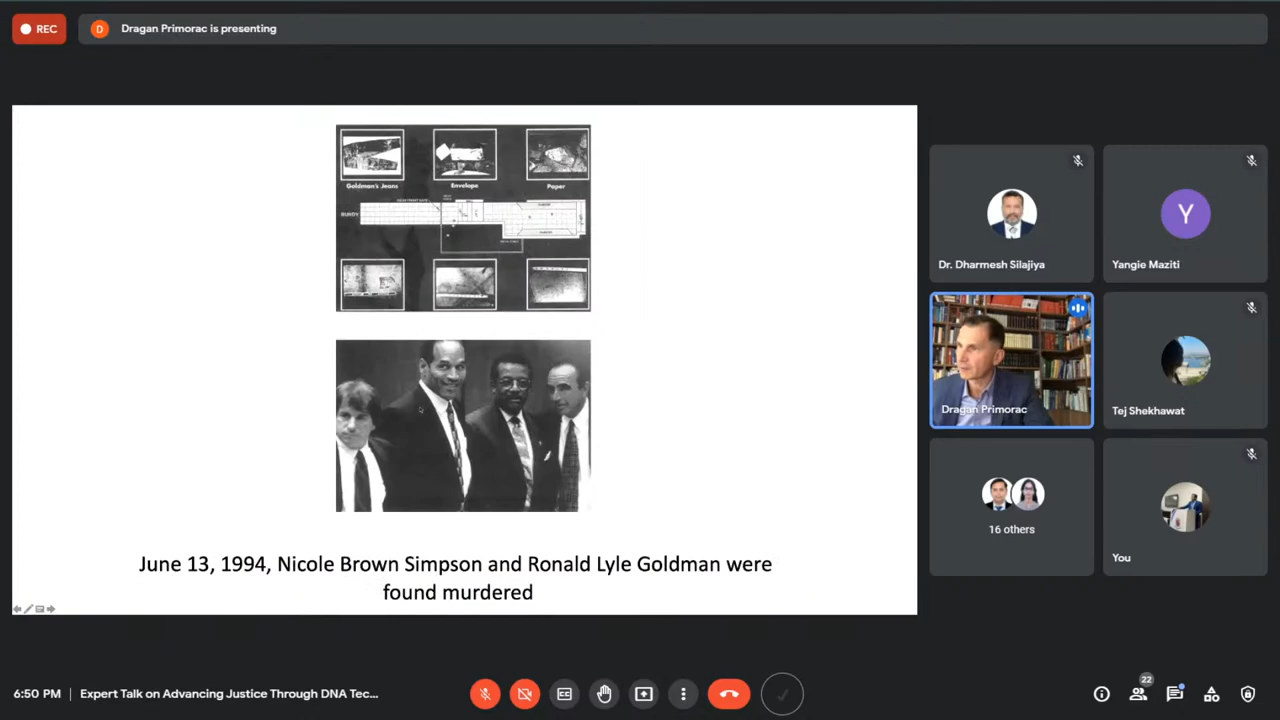 REC
D
Dragan Primorac is presenting
Goldman's Jeans
Envelope
Paper
BUNDY
June 13, 1994, Nicole Brown Simpson and Ronald Lyle Goldman were
found murdered
Dr. Dharmesh Silajiya
Y
Yangie Maziti
Dragan Primorac
Tej Shekhawat
16 others
You
6:50 PM
Expert Talk on Advancing Justice Through DNA Tec...
CC
22